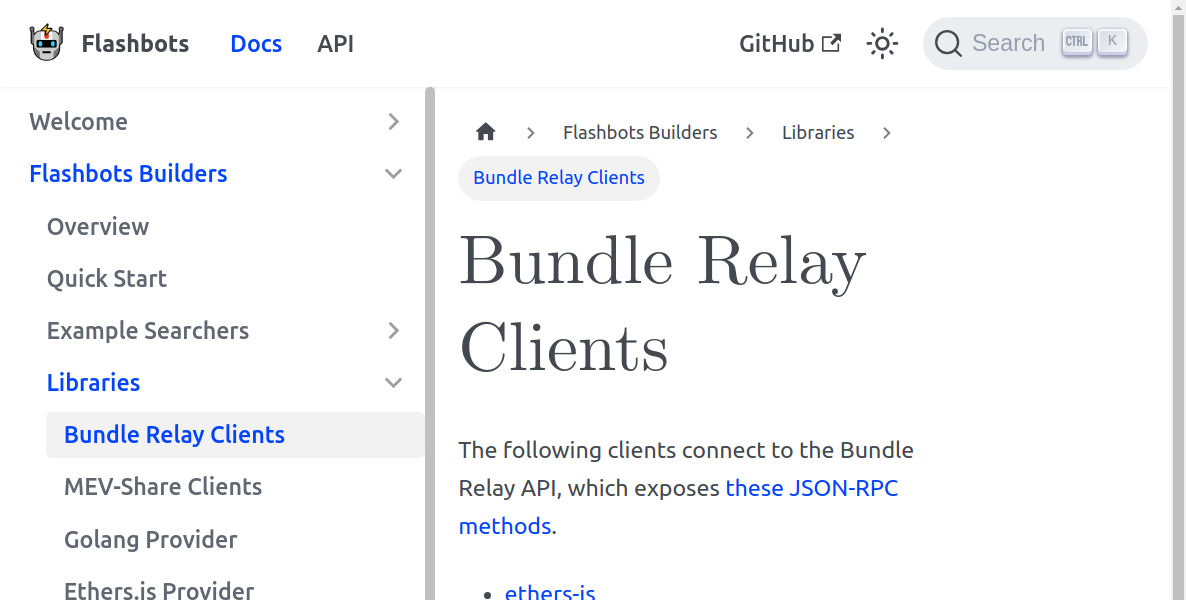 Flashbots Docs API GitHub Search CTRL K
Welcome
Flashbots Builders
Overview
Quick Start
Example Searchers
Libraries
Bundle Relay Clients
MEV-Share Clients
Golang Provider
Ethers.js Provider
Flashbots Builders Libraries
Bundle Relay Clients
Bundle Relay
Clients
The following clients connect to the Bundle
Relay API, which exposes these JSON-RPC
methods.
ethers-js